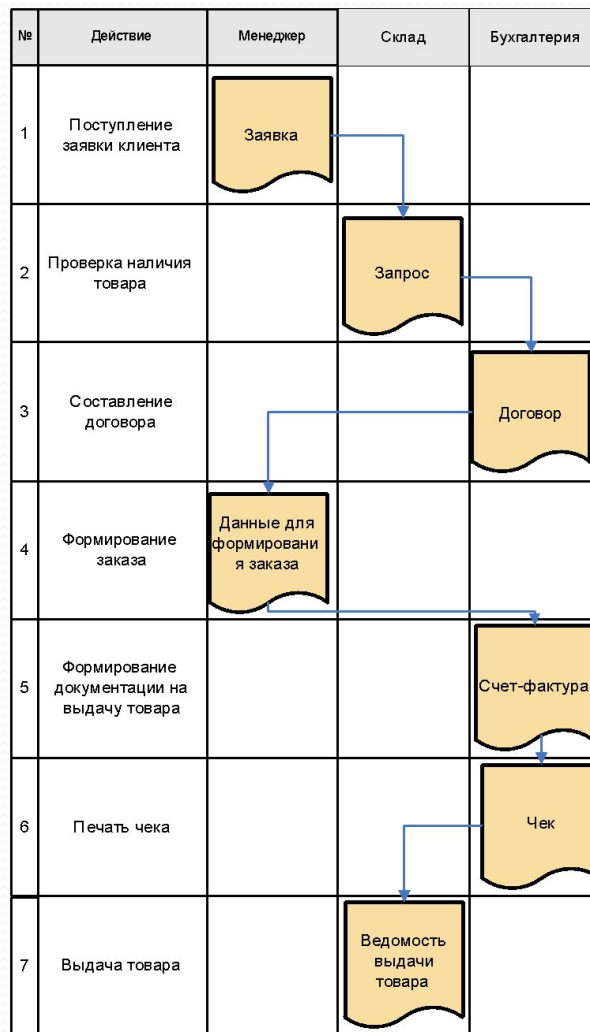 №
Действие
Менеджер
Склад
Бухгалтерия
1
Поступление
заявки клиента
Заявка
2
Проверка наличия
товара
Запрос
3
Составление
договора
Договор
4
Формирование
заказа
Данные для
формировани
я заказа
5
Формирование
документации на
выдачу товара
Счет-фактура
6
Печать чека
Чек
7
Выдача товара
Ведомость
выдачи
товара